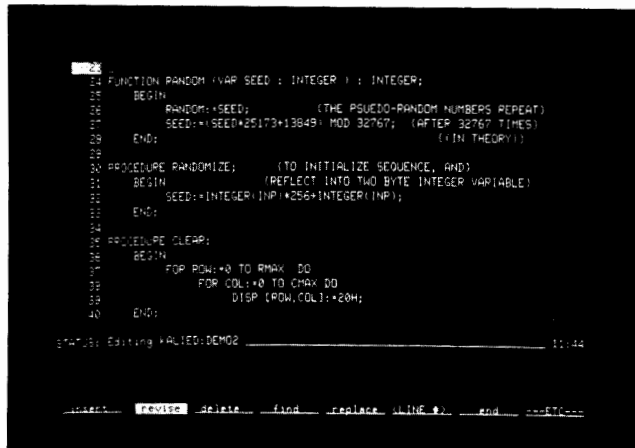 23
24 FUNCTION RANDOM (VAR SEED : INTEGER ) : INTEGER;
25 BEGIN
26 RANDOM:=SEED; (THE PSUEDO-RANDOM NUMBERS REPEAT)
27 SEED:=(SEED*25173+13849) MOD 32767; (AFTER 32767 TIMES)
28 END; ((IN THEORY))
29
30 PROCEDURE RANDOMIZE; (TO INITIALIZE SEQUENCE, AND)
31 BEGIN (REFLECT INTO TWO BYTE INTEGER VARIABLE)
32 SEED:=INTEGER(INP)*256+INTEGER(INP);
33 END;
34
35 PROCEDURE CLEAR;
36 BEGIN
37 FOR ROW:=0 TO RMAX DO
38 FOR COL:=0 TO CMAX DO
39 DISP [ROW,COL]:=20H;
40 END;
STATUS: Editing KALIED:DEMO2 11:44
insert revise delete find replace <LINE #> end ---ETC---